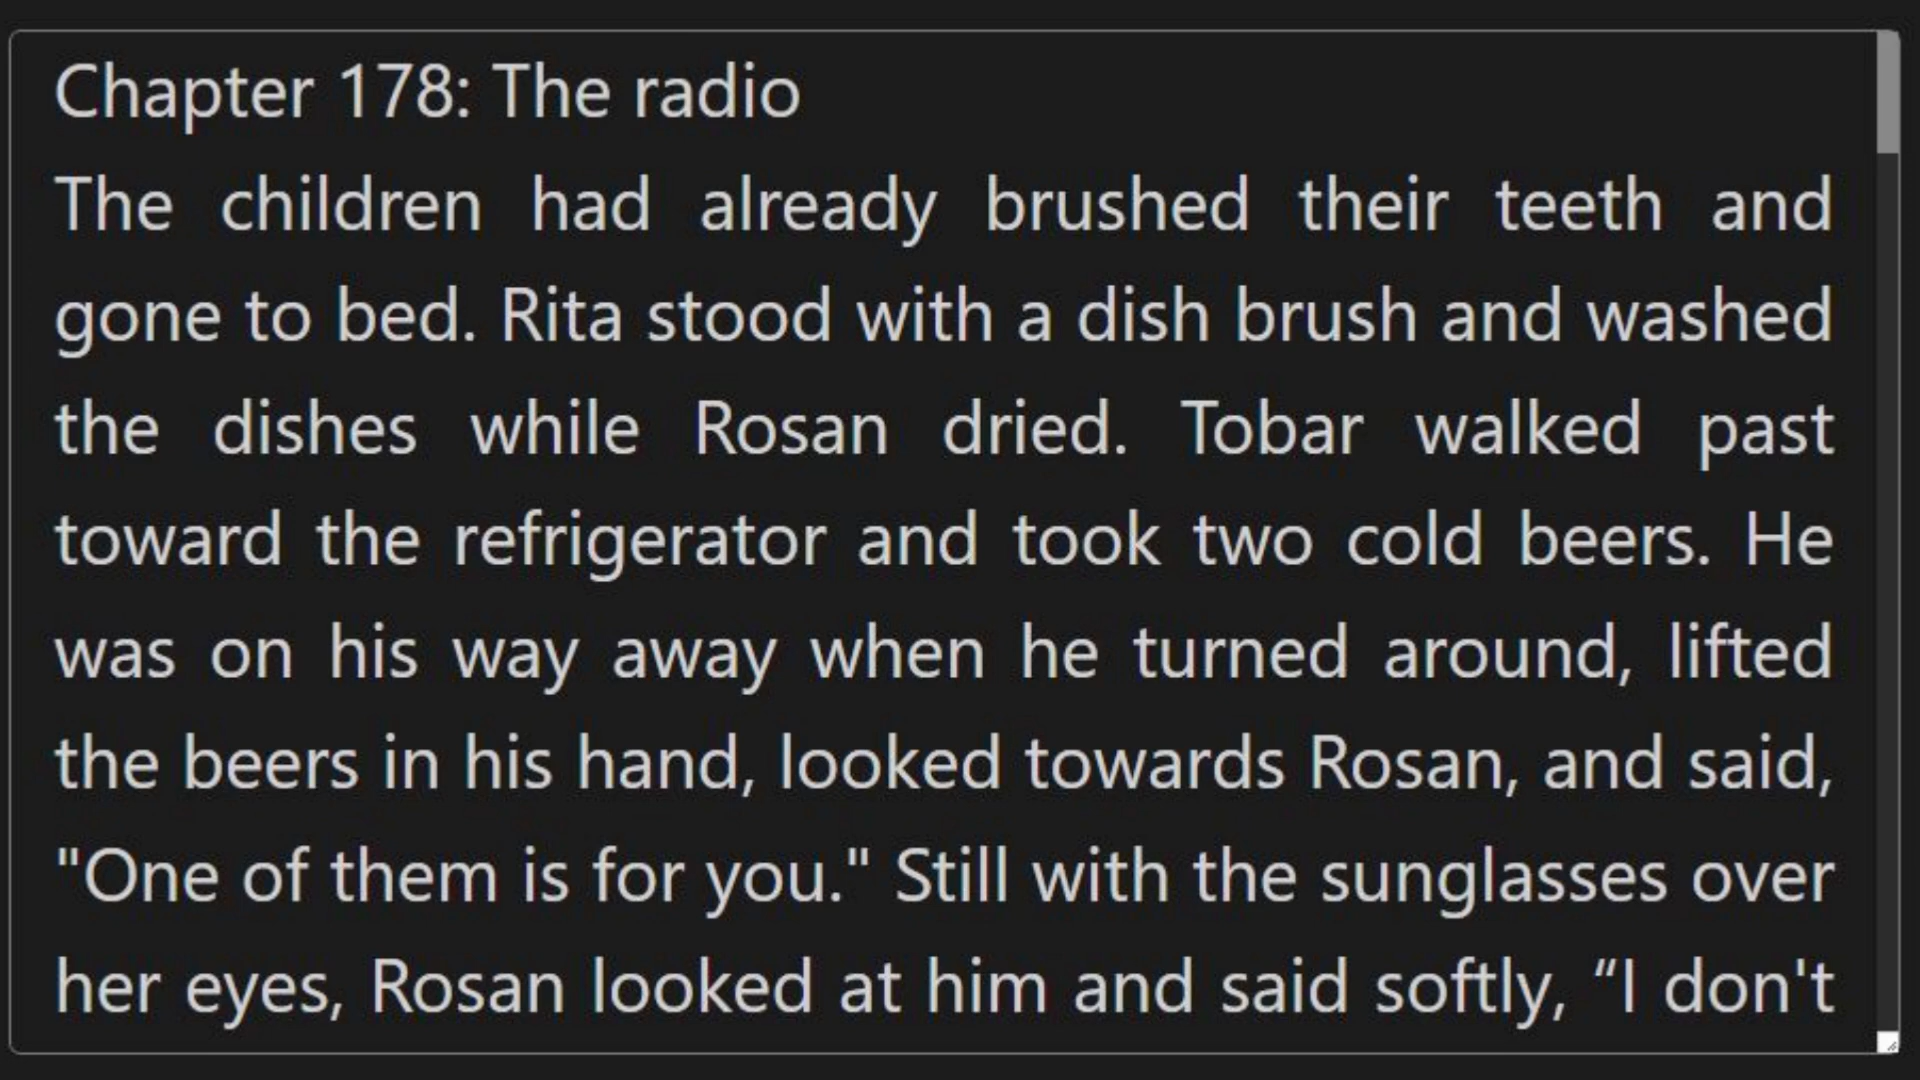 Chapter 178: The radio
The children had already brushed their teeth and
gone to bed. Rita stood with a dish brush and washed
the dishes while Rosan dried. Tobar walked past
toward the refrigerator and took two cold beers. He
was on his way away when he turned around, lifted
the beers in his hand, looked towards Rosan, and said,
"One of them is for you." Still with the sunglasses over
her eyes, Rosan looked at him and said softly, “I don't